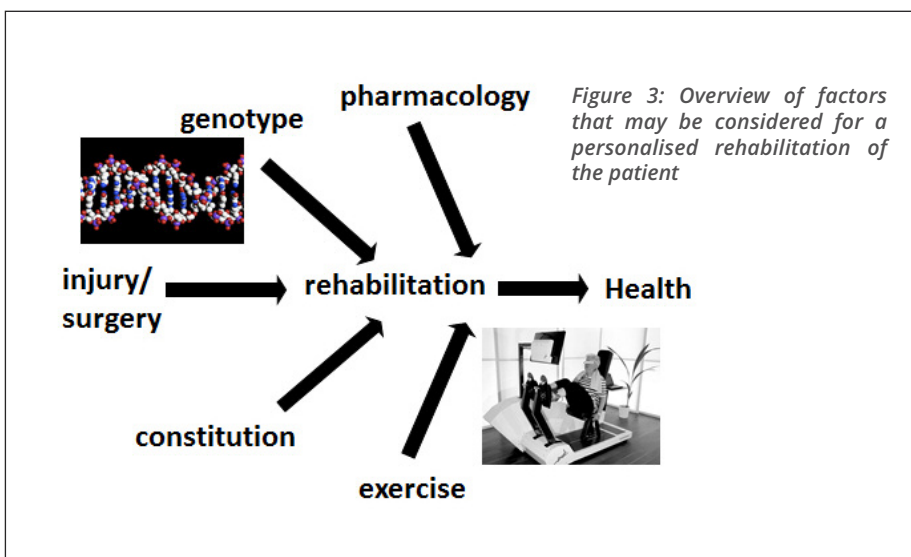 pharmacology
genotype
Figure 3: Overview of factors
that may be considered for a
personalised rehabilitation of
the patient
injury/
surgery
rehabilitation
Health
constitution
exercise